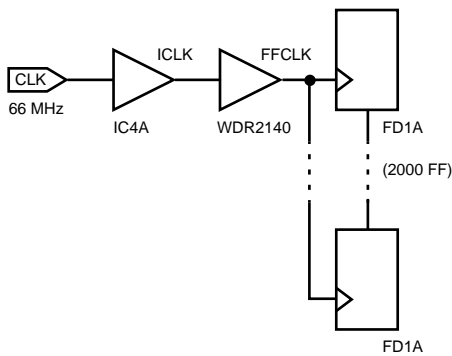 ICLK
FFCLK
CLK
66 MHz
IC4A
WDR2140
FD1A
(2000 FF)
FD1A